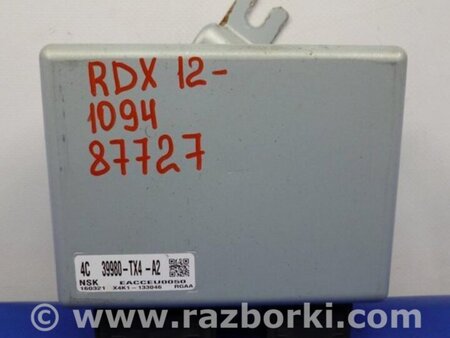 RDX 12-
1094
87727
4C 39980-TX4-A2
NSK EACCEU0050
160321 X4K1-133046 RGAA
www.razborki.com